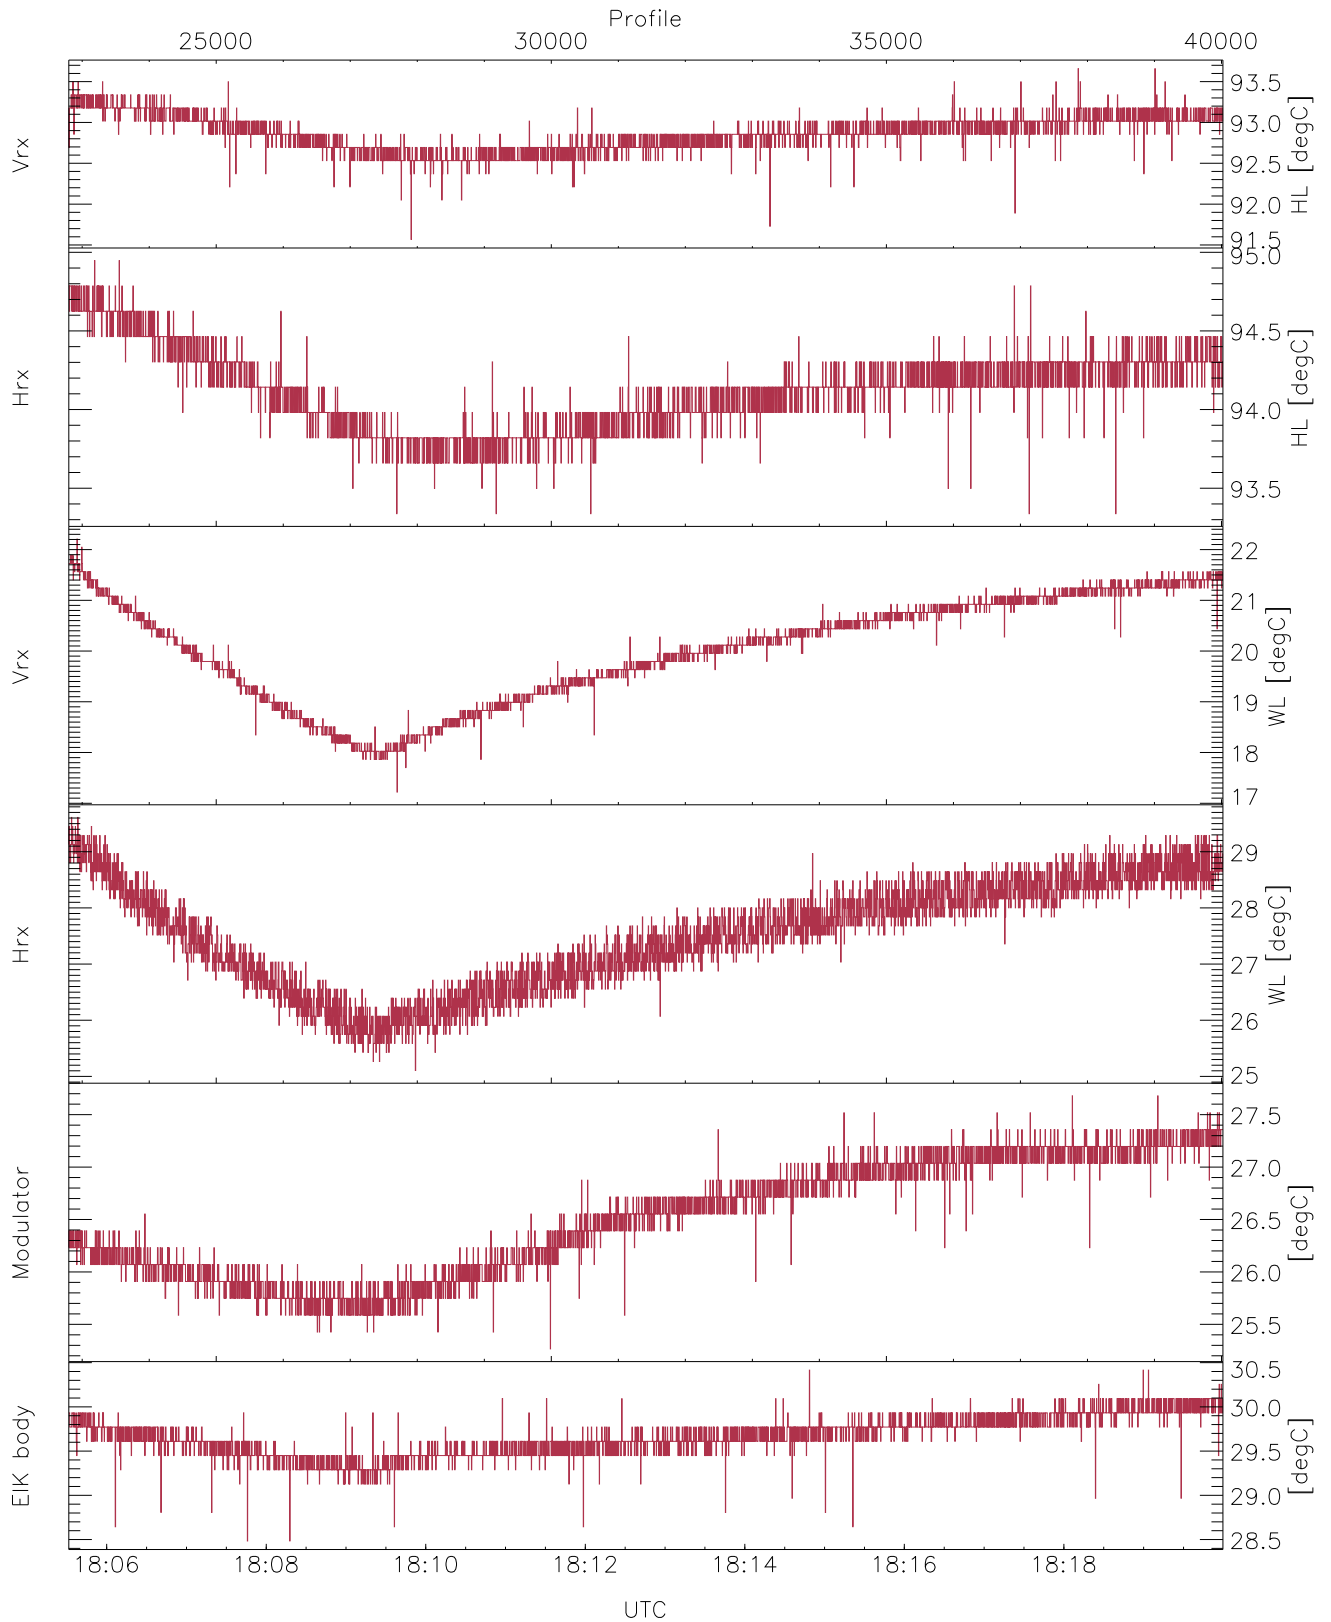 Profile
25000 30000 35000 40000
Vrx
93.5
93.0
92.5
92.0
91.5
HL [degC]
Hrx
95.0
94.5
94.0
93.5
HL [degC]
Vrx
22
21
20
19
18
17
WL [degC]
Hrx
29
28
27
26
25
WL [degC]
Modulator
27.5
27.0
26.5
26.0
25.5
[degC]
EIK body
30.5
30.0
29.5
29.0
28.5
[degC]
18:06 18:08 18:10 18:12 18:14 18:16 18:18
UTC